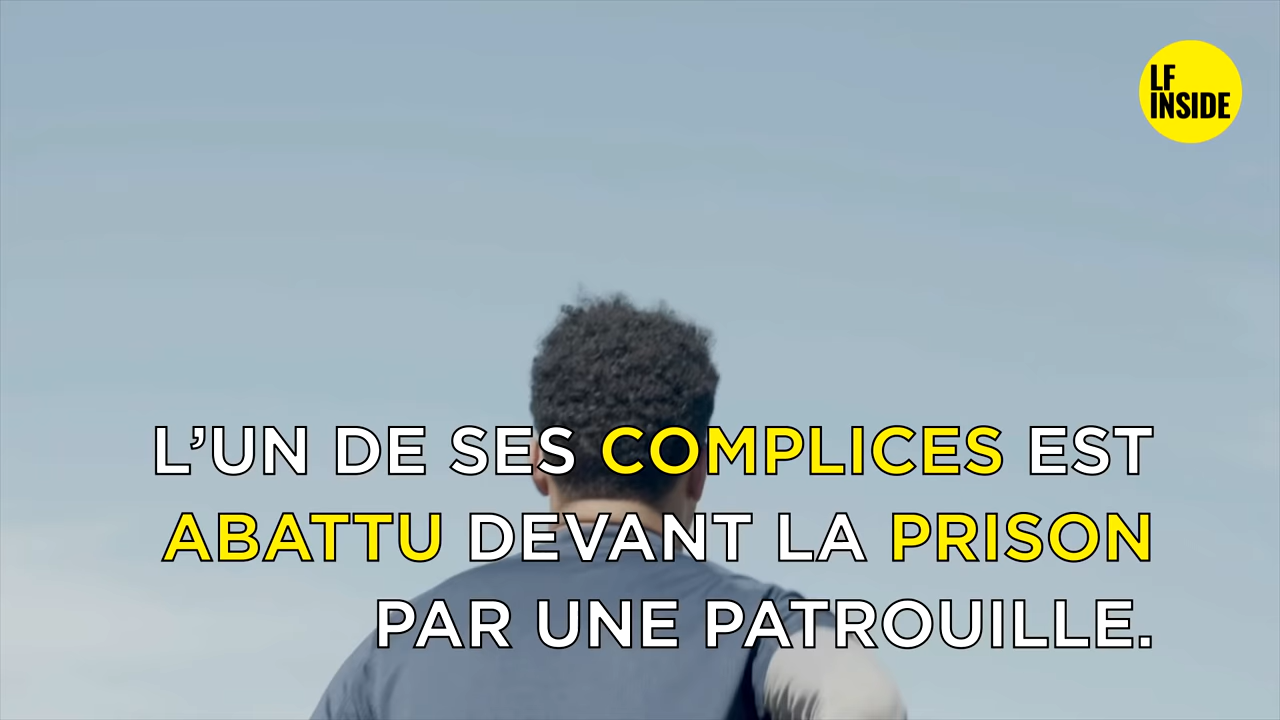 LF
INSIDE
L’UN DE SES COMPLICES EST
ABATTU DEVANT LA PRISON
PAR UNE PATROUILLE.